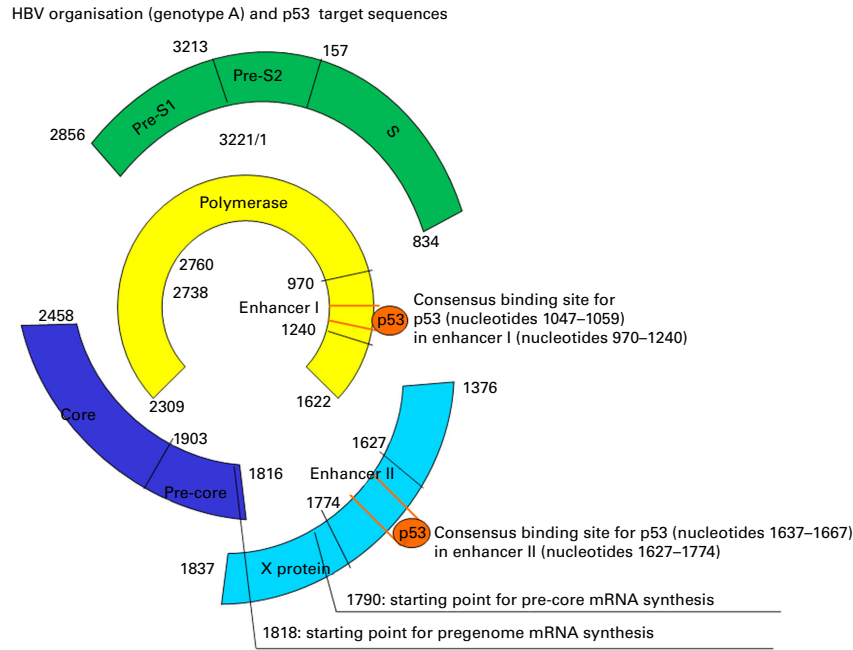 HBV organisation (genotype A) and p53 target sequences
3213
157
Pre-S2
Pre-S1
2856
3221/1
S
Polymerase
834
2760
970
2738
Enhancer I
1240
p53
Consensus binding site for
p53 (nucleotides 1047–1059)
in enhancer I (nucleotides 970–1240)
2458
2309
1622
1376
Core
1903
1627
1816
Enhancer II
Pre-core
1774
p53
Consensus binding site for p53 (nucleotides 1637–1667)
in enhancer II (nucleotides 1627–1774)
1837
X protein
1790: starting point for pre-core mRNA synthesis
1818: starting point for pregenome mRNA synthesis